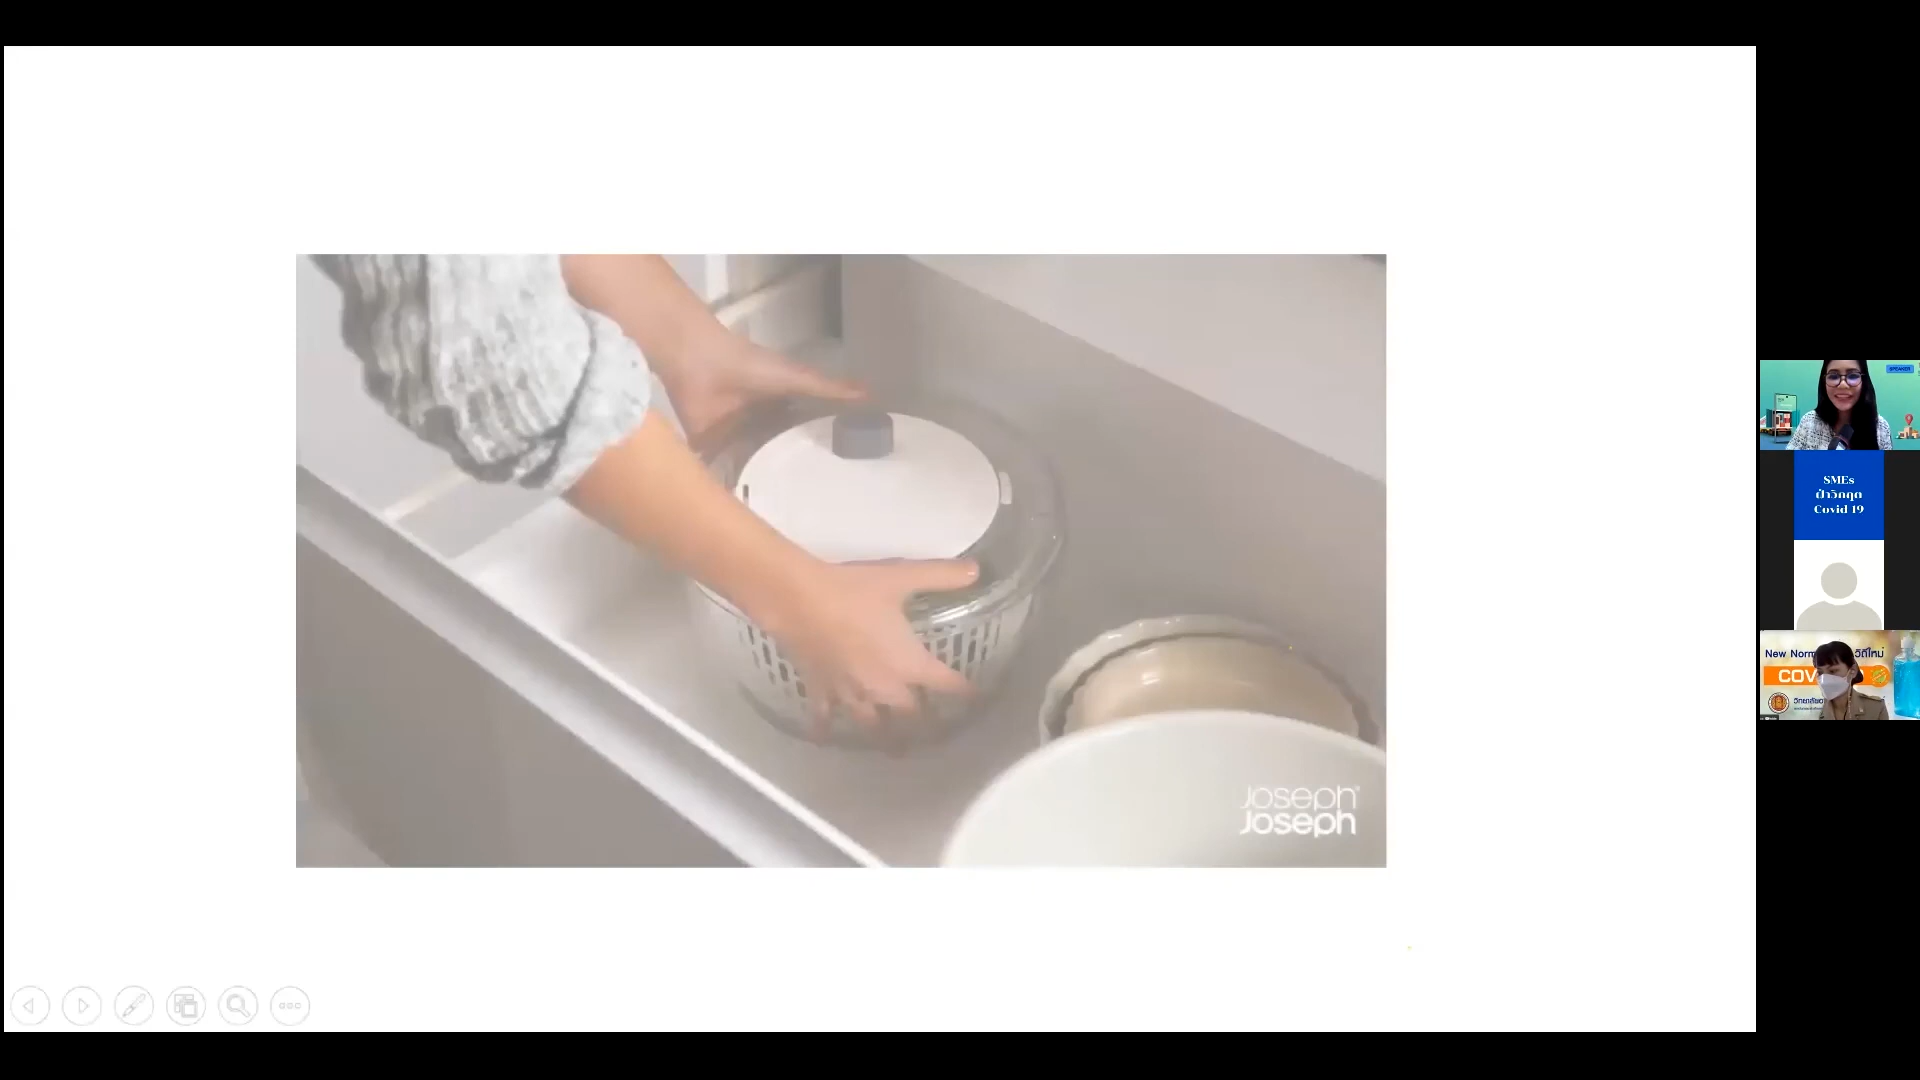 Joseph®
Joseph
SPEAKER
SMEs
ฝ่าวิกฤต
Covid 19
New Norm
วิถีใหม่
COV